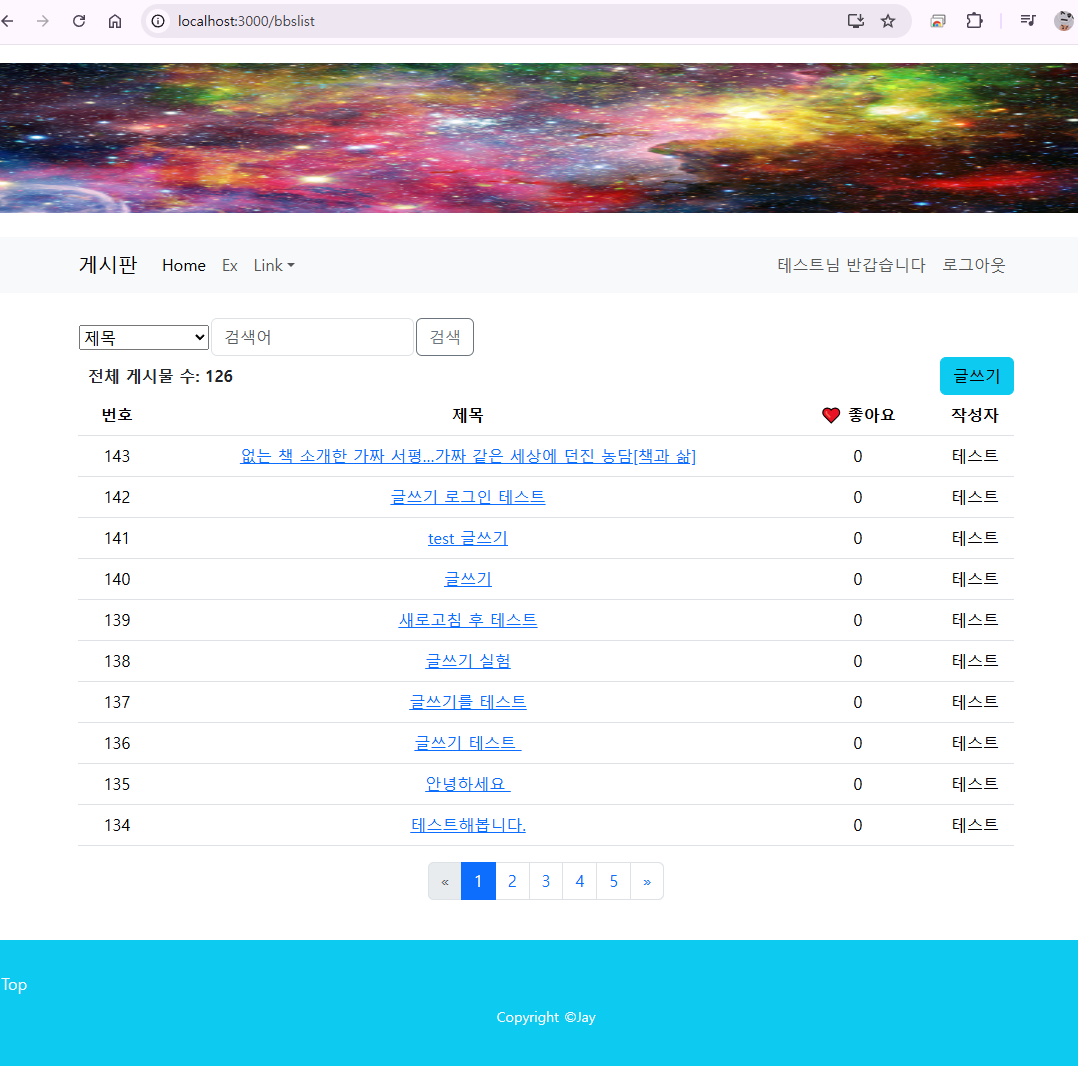 localhost:3000/bbslist
게시판 Home Ex Link 테스트님 반갑습니다 로그아웃
제목 검색어 검색
전체 게시물 수: 126 글쓰기
번호 제목 ❤️ 좋아요 작성자
143 없는 책 소개한 가짜 서평…가짜 같은 세상에 던진 농담[책과 삶] 0 테스트
142 글쓰기 로그인 테스트 0 테스트
141 test 글쓰기 0 테스트
140 글쓰기 0 테스트
139 새로고침 후 테스트 0 테스트
138 글쓰기 실험 0 테스트
137 글쓰기를 테스트 0 테스트
136 글쓰기 테스트 0 테스트
135 안녕하세요 0 테스트
134 테스트해봅니다. 0 테스트
« 1 2 3 4 5 »
Top
Copyright ©Jay